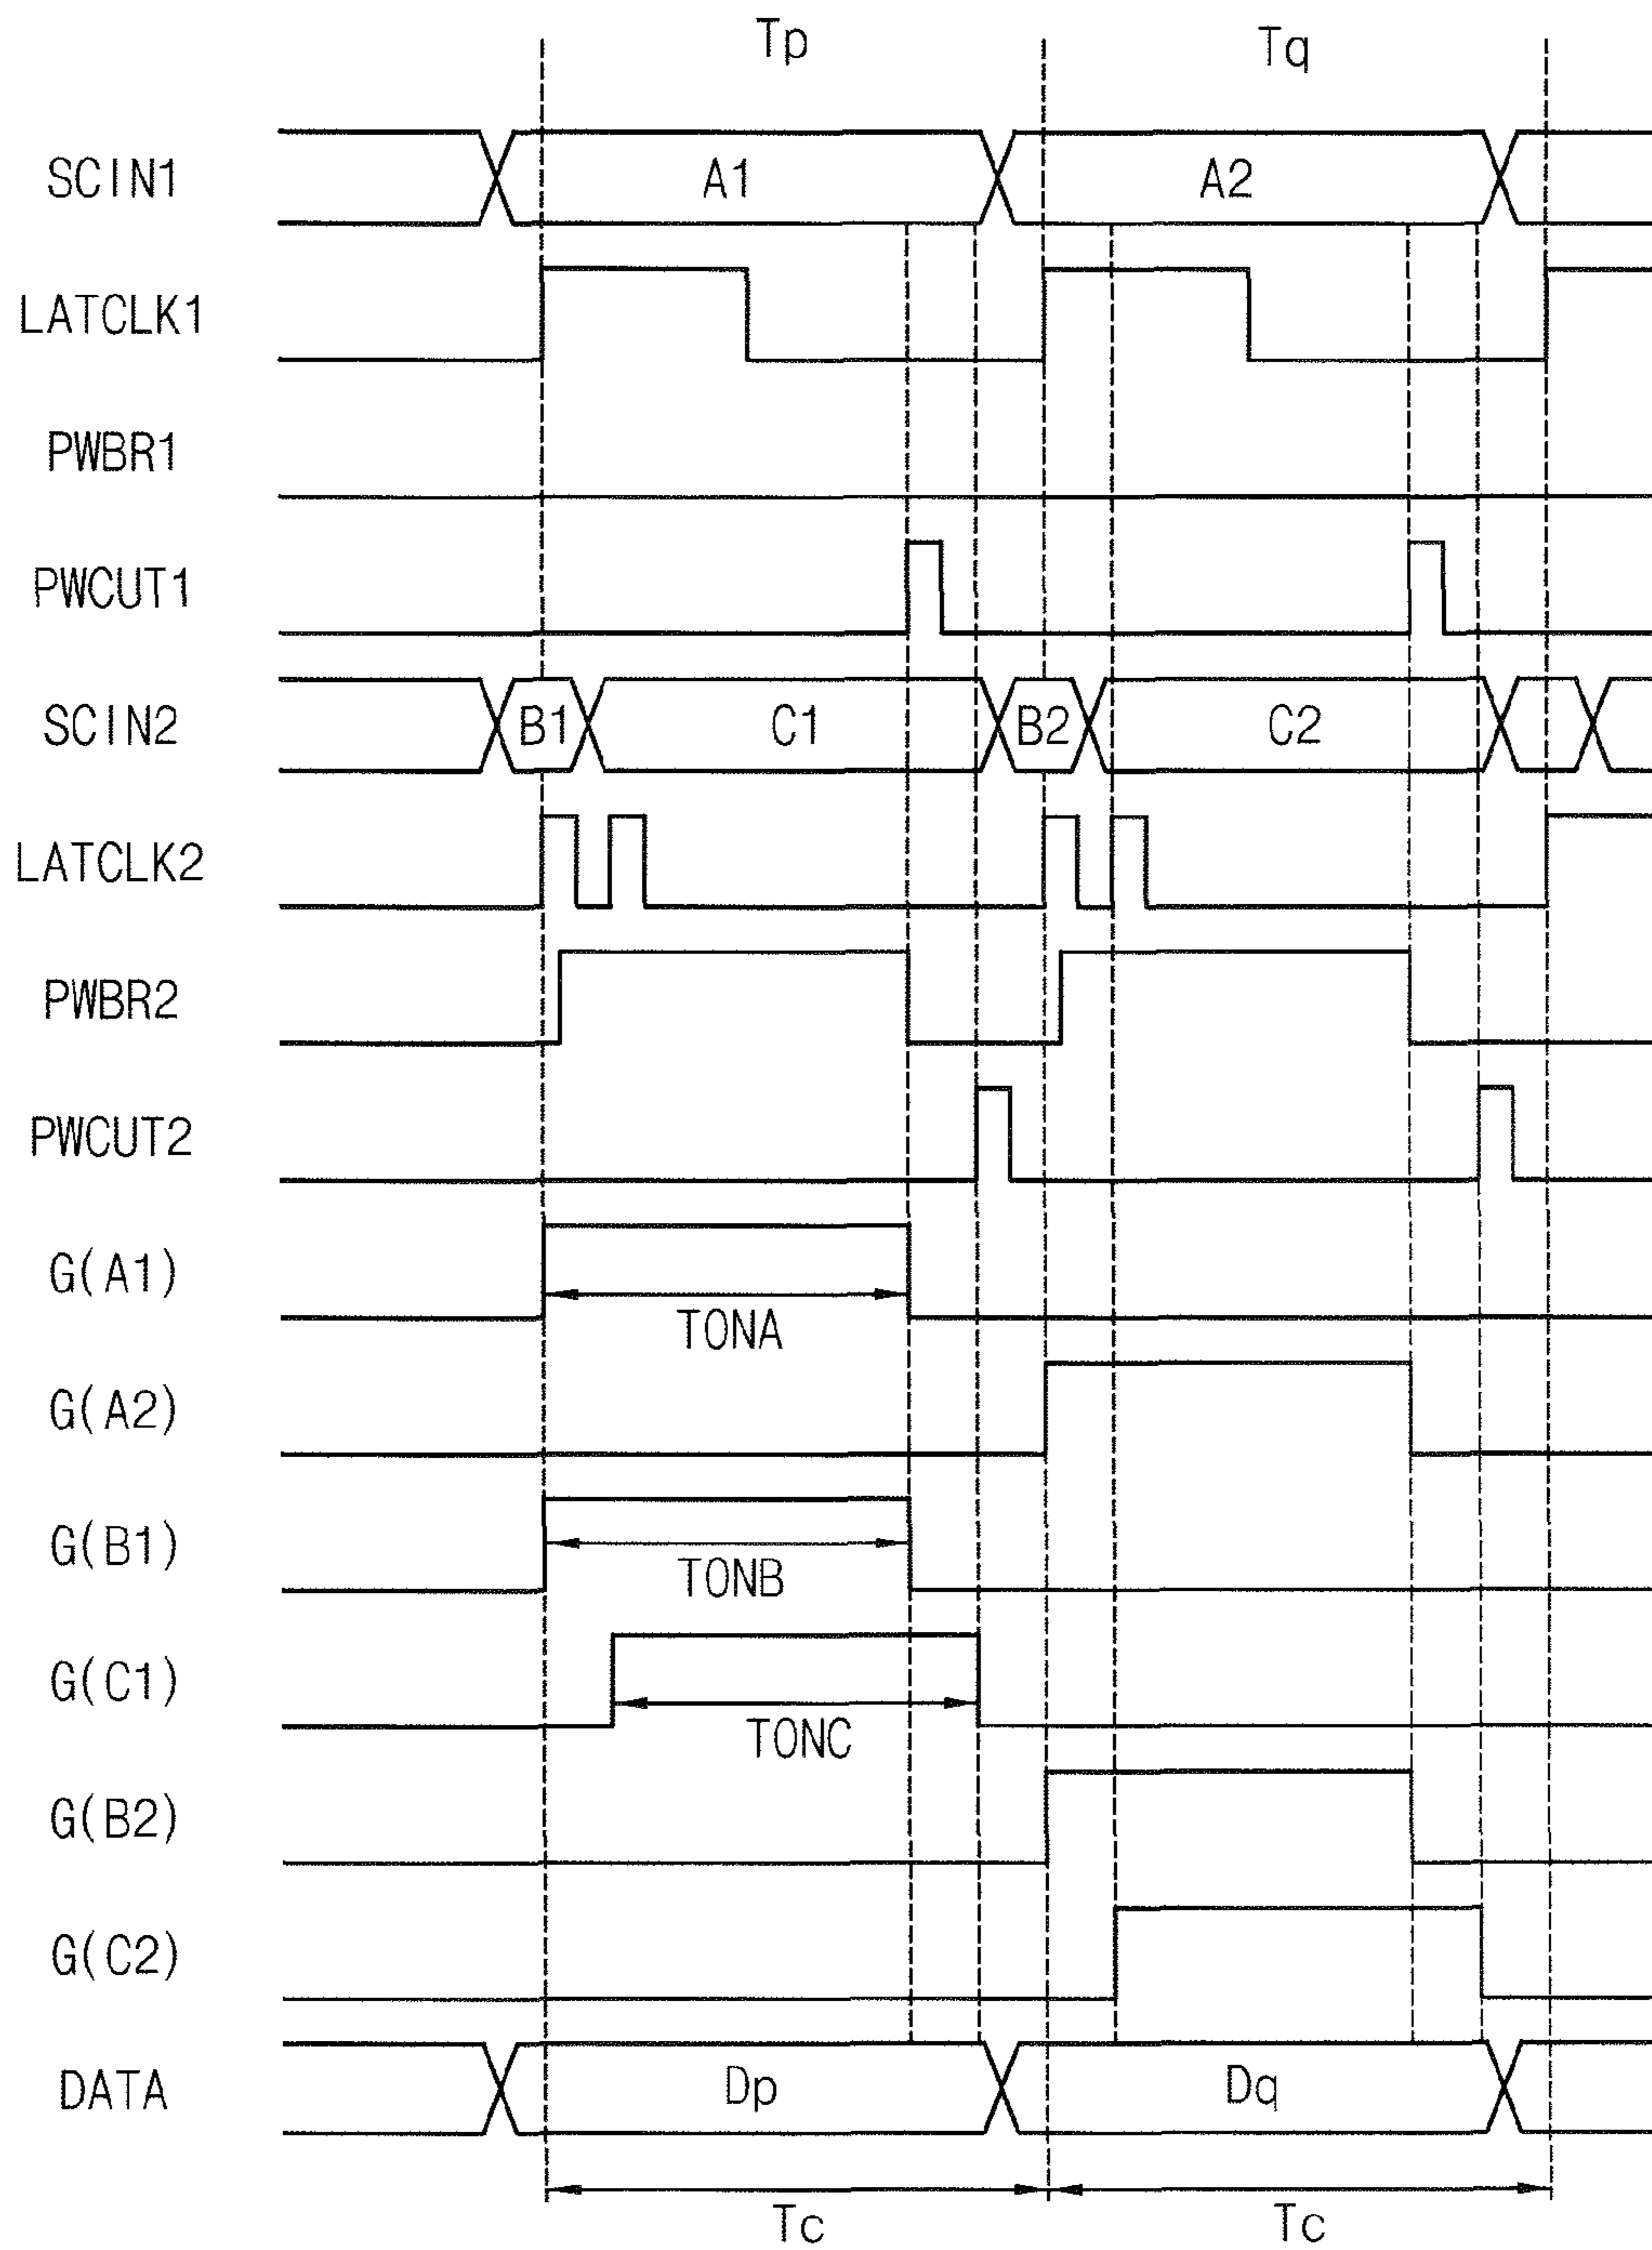 Tp Tq
SCIN1 A1 A2
LATCLK1
PWBR1
PWCUT1
SCIN2 B1 C1 B2 C2
LATCLK2
PWBR2
PWCUT2
G(A1)
TONA
G(A2)
G(B1)
TONB
G(C1)
TONC
G(B2)
G(C2)
DATA Dp Dq
Tc Tc